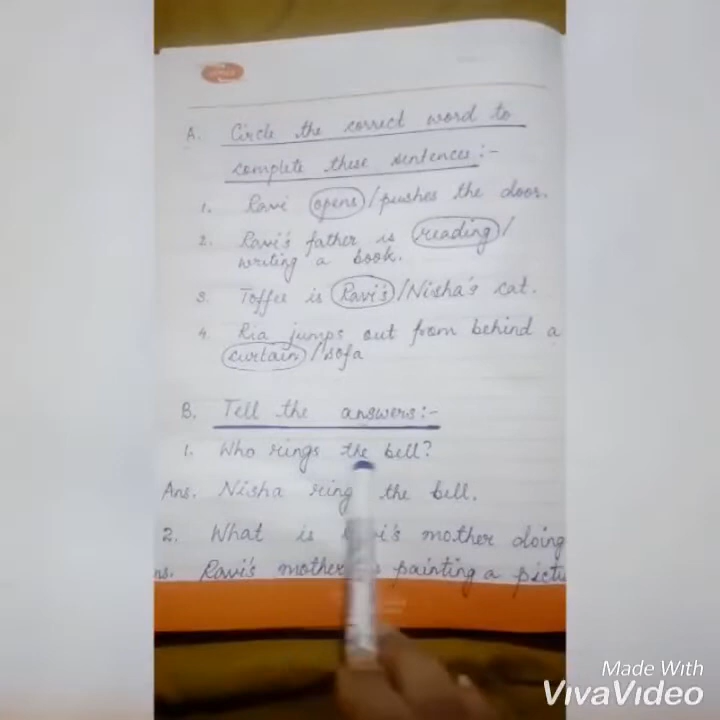 A. Circle the correct word to
complete these sentences:-
1. Ravi opens/pushes the door.
2. Ravi's father is reading/
writing a book.
3. Toffee is Ravi's/Nisha's cat.
4. Ria jumps out from behind a
curtain/sofa
B. Tell the answers:-
1. Who rings the bell?
Ans. Nisha ring the bell.
2. What is mother doing
Ravi's mother painting a
Made With
VivaVideo